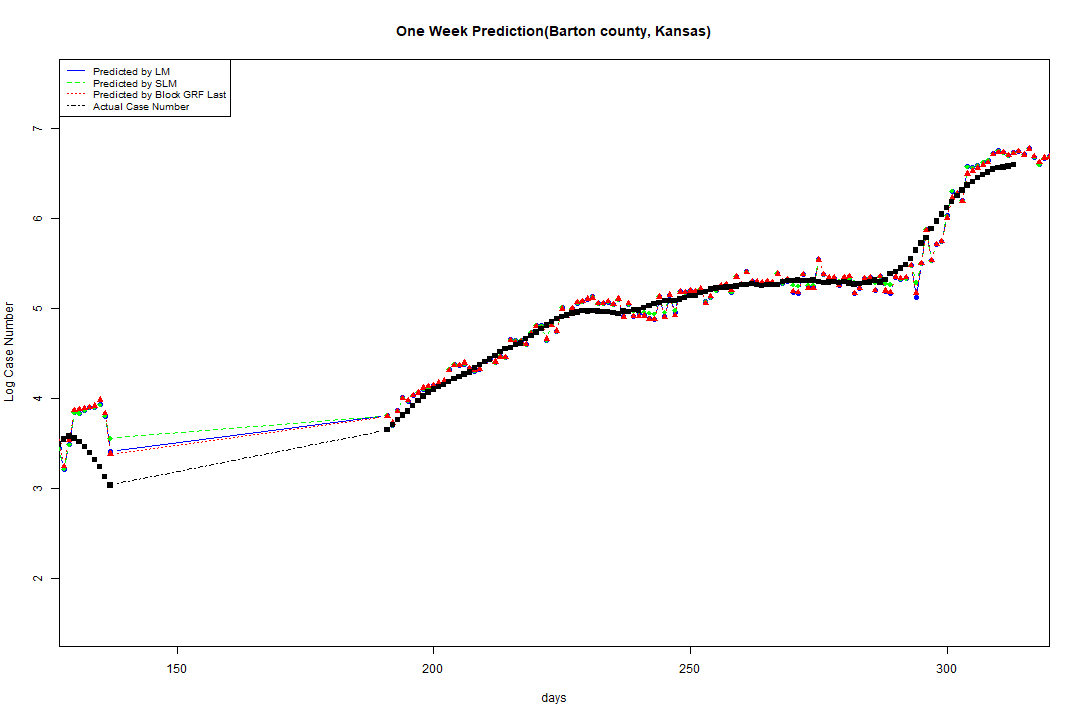 One Week Prediction(Barton county, Kansas)
Predicted by LM
Predicted by SLM
Predicted by Block GRF Last
Actual Case Number
Log Case Number
7
6
5
4
3
2
150 200 250 300
days